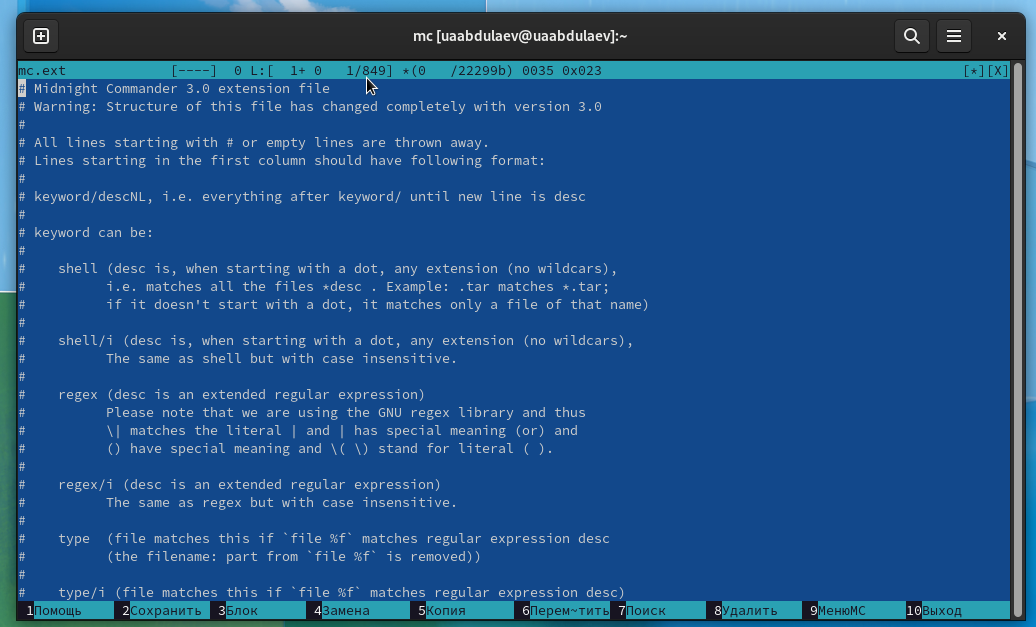 mc [uaabdulaev@uaabdulaev]:~
mc.ext             [----]  0 L:[  1+ 0   1/849] *(0   /22299b) 0035 0x023                                             [*][X]
# Midnight Commander 3.0 extension file
# Warning: Structure of this file has changed completely with version 3.0
#
# All lines starting with # or empty lines are thrown away.
# Lines starting in the first column should have following format:
#
# keyword/descNL, i.e. everything after keyword/ until new line is desc
#
# keyword can be:
#
#    shell (desc is, when starting with a dot, any extension (no wildcars),
#          i.e. matches all the files *desc . Example: .tar matches *.tar;
#          if it doesn't start with a dot, it matches only a file of that name)
#
#    shell/i (desc is, when starting with a dot, any extension (no wildcars),
#          The same as shell but with case insensitive.
#
#    regex (desc is an extended regular expression)
#          Please note that we are using the GNU regex library and thus
#          \| matches the literal | and | has special meaning (or) and
#          () have special meaning and \( \) stand for literal ( ).
#
#    regex/i (desc is an extended regular expression)
#          The same as regex but with case insensitive.
#
#    type  (file matches this if `file %f` matches regular expression desc
#          (the filename: part from `file %f` is removed))
#
#    type/i (file matches this if `file %f` matches regular expression desc)
1Помощь 2Сохранить 3Блок 4Замена 5Копия 6Перем~тить 7Поиск 8Удалить 9МенюMC 10Выход